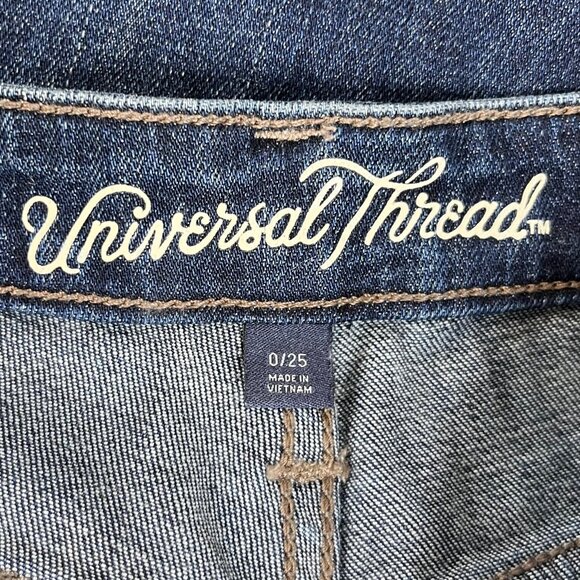 Universal Thread™
0/25
MADE IN
VIETNAM